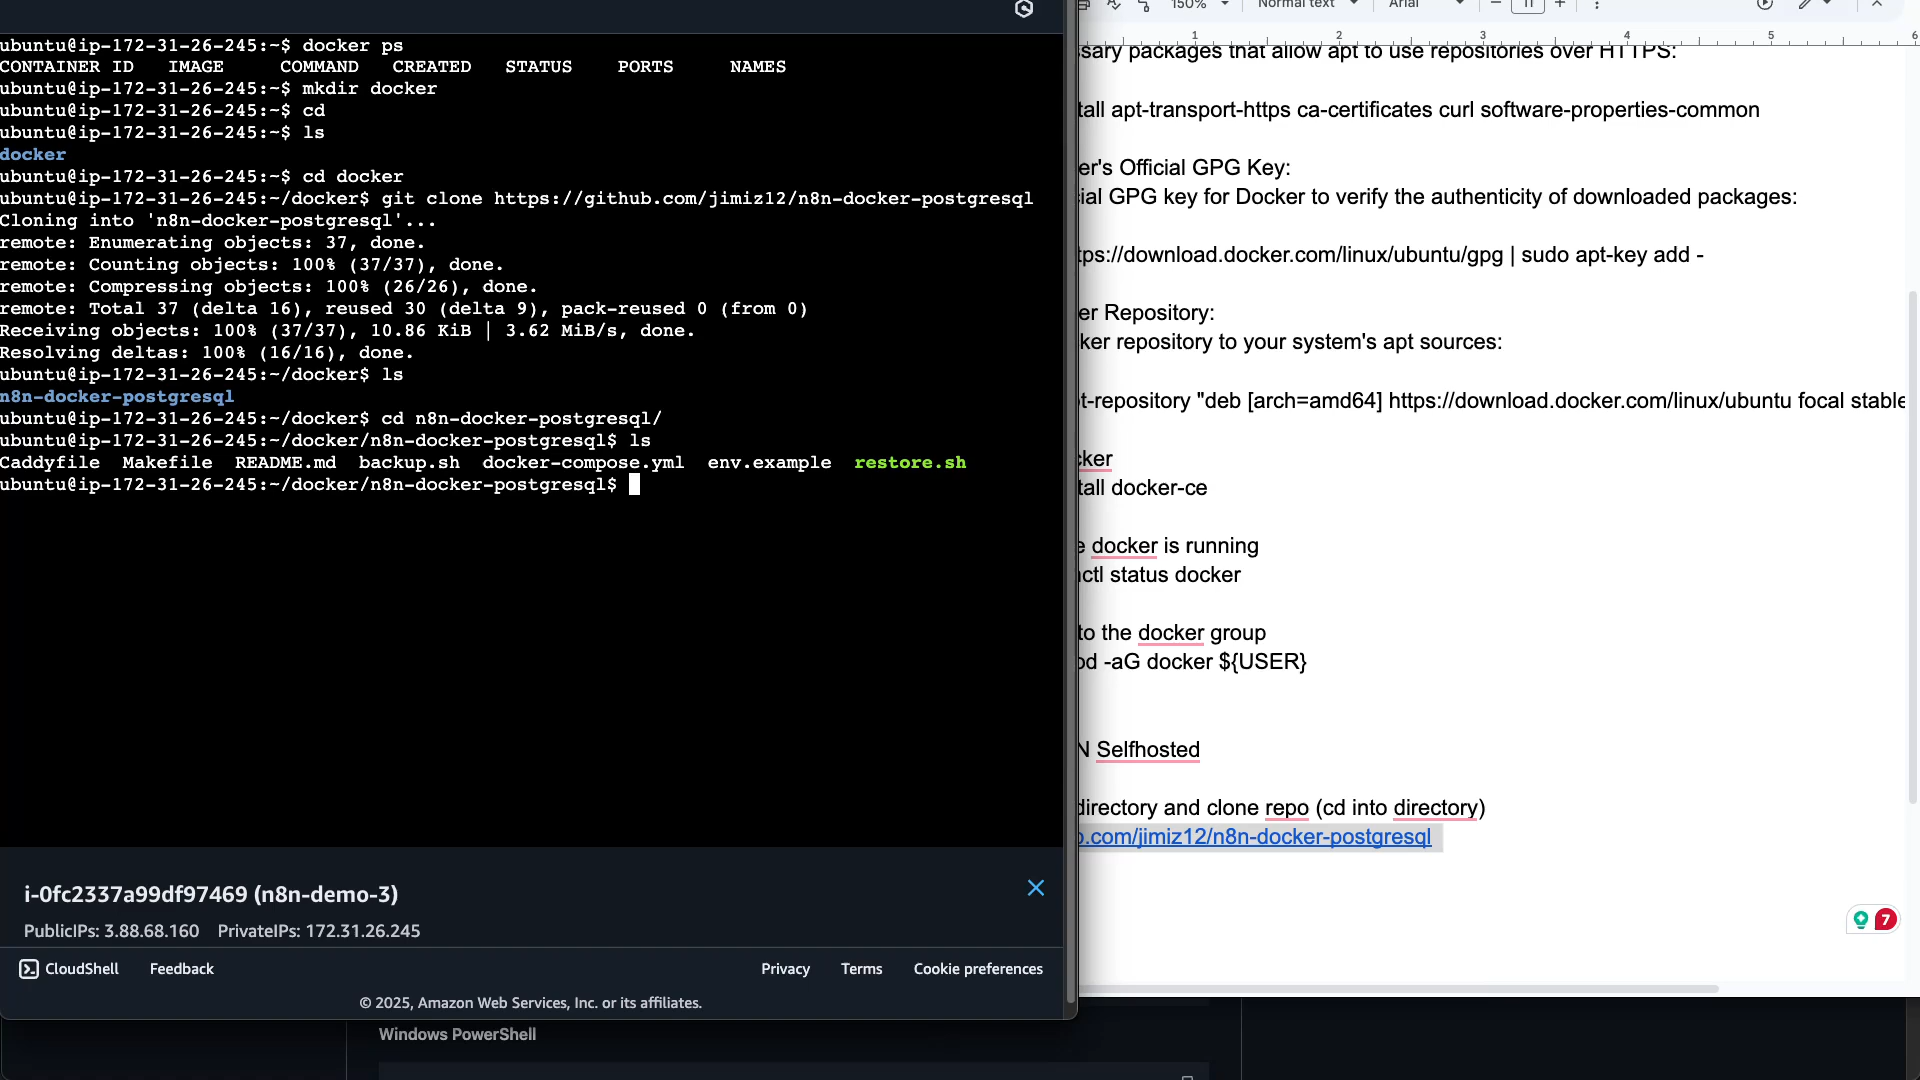 ubuntu@ip-172-31-26-245:~$ docker ps
CONTAINER ID   IMAGE     COMMAND   CREATED   STATUS    PORTS     NAMES
ubuntu@ip-172-31-26-245:~$ mkdir docker
ubuntu@ip-172-31-26-245:~$ cd
ubuntu@ip-172-31-26-245:~$ ls
docker
ubuntu@ip-172-31-26-245:~$ cd docker
ubuntu@ip-172-31-26-245:~/docker$ git clone https://github.com/jimiz12/n8n-docker-postgresql
Cloning into 'n8n-docker-postgresql'...
remote: Enumerating objects: 37, done.
remote: Counting objects: 100% (37/37), done.
remote: Compressing objects: 100% (26/26), done.
remote: Total 37 (delta 16), reused 30 (delta 9), pack-reused 0 (from 0)
Receiving objects: 100% (37/37), 10.86 KiB | 3.62 MiB/s, done.
Resolving deltas: 100% (16/16), done.
ubuntu@ip-172-31-26-245:~/docker$ ls
n8n-docker-postgresql
ubuntu@ip-172-31-26-245:~/docker$ cd n8n-docker-postgresql/
ubuntu@ip-172-31-26-245:~/docker/n8n-docker-postgresql$ ls
Caddyfile  Makefile  README.md  backup.sh  docker-compose.yml  env.example  restore.sh
ubuntu@ip-172-31-26-245:~/docker/n8n-docker-postgresql$
i-0fc2337a99df97469 (n8n-demo-3)
PublicIPs: 3.88.68.160   PrivateIPs: 172.31.26.245
CloudShell   Feedback   Privacy   Terms   Cookie preferences
© 2025, Amazon Web Services, Inc. or its affiliates.
Windows PowerShell
150%   Normal text   Arial   11
1 2 3 4 5 6
sary packages that allow apt to use repositories over HTTPS:
tall apt-transport-https ca-certificates curl software-properties-common
er's Official GPG Key:
ial GPG key for Docker to verify the authenticity of downloaded packages:
tps://download.docker.com/linux/ubuntu/gpg | sudo apt-key add -
er Repository:
ker repository to your system's apt sources:
t-repository "deb [arch=amd64] https://download.docker.com/linux/ubuntu focal stable
cker
tall docker-ce
e docker is running
ctl status docker
to the docker group
od -aG docker ${USER}
N Selfhosted
directory and clone repo (cd into directory)
b.com/jimiz12/n8n-docker-postgresql
7